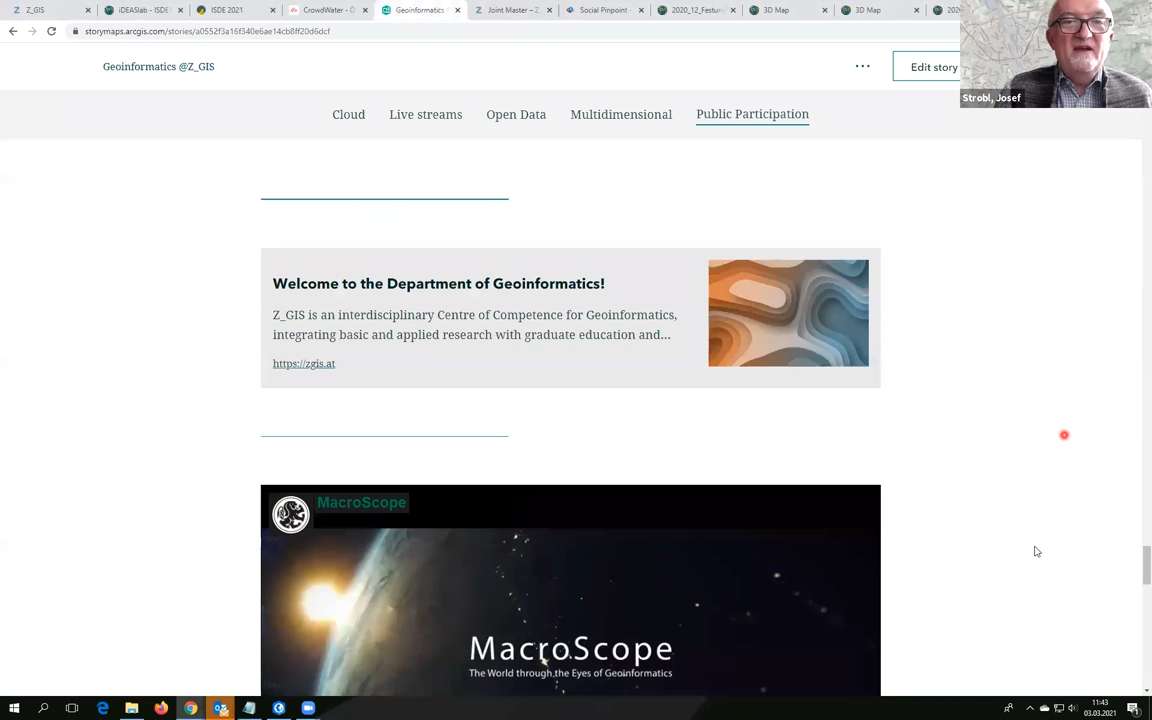 Z_GIS
iDEASlab - ISDE
ISDE 2021
CrowdWater -
Geoinformatics
Joint Master – Z
Social Pinpoint -
3D Map
3D Map
storymaps.arcgis.com/stories/a0552f3a16f340e6ae14cb8ff20d6dcf
Geoinformatics @Z_GIS
Edit story
Strobl, Josef
Cloud Live streams Open Data Multidimensional Public Participation
Welcome to the Department of Geoinformatics!
Z_GIS is an interdisciplinary Centre of Competence for Geoinformatics,
integrating basic and applied research with graduate education and...
https://zgis.at
MacroScope
MacroScope
The World through the Eyes of Geoinformatics
11:43
03.03.2021